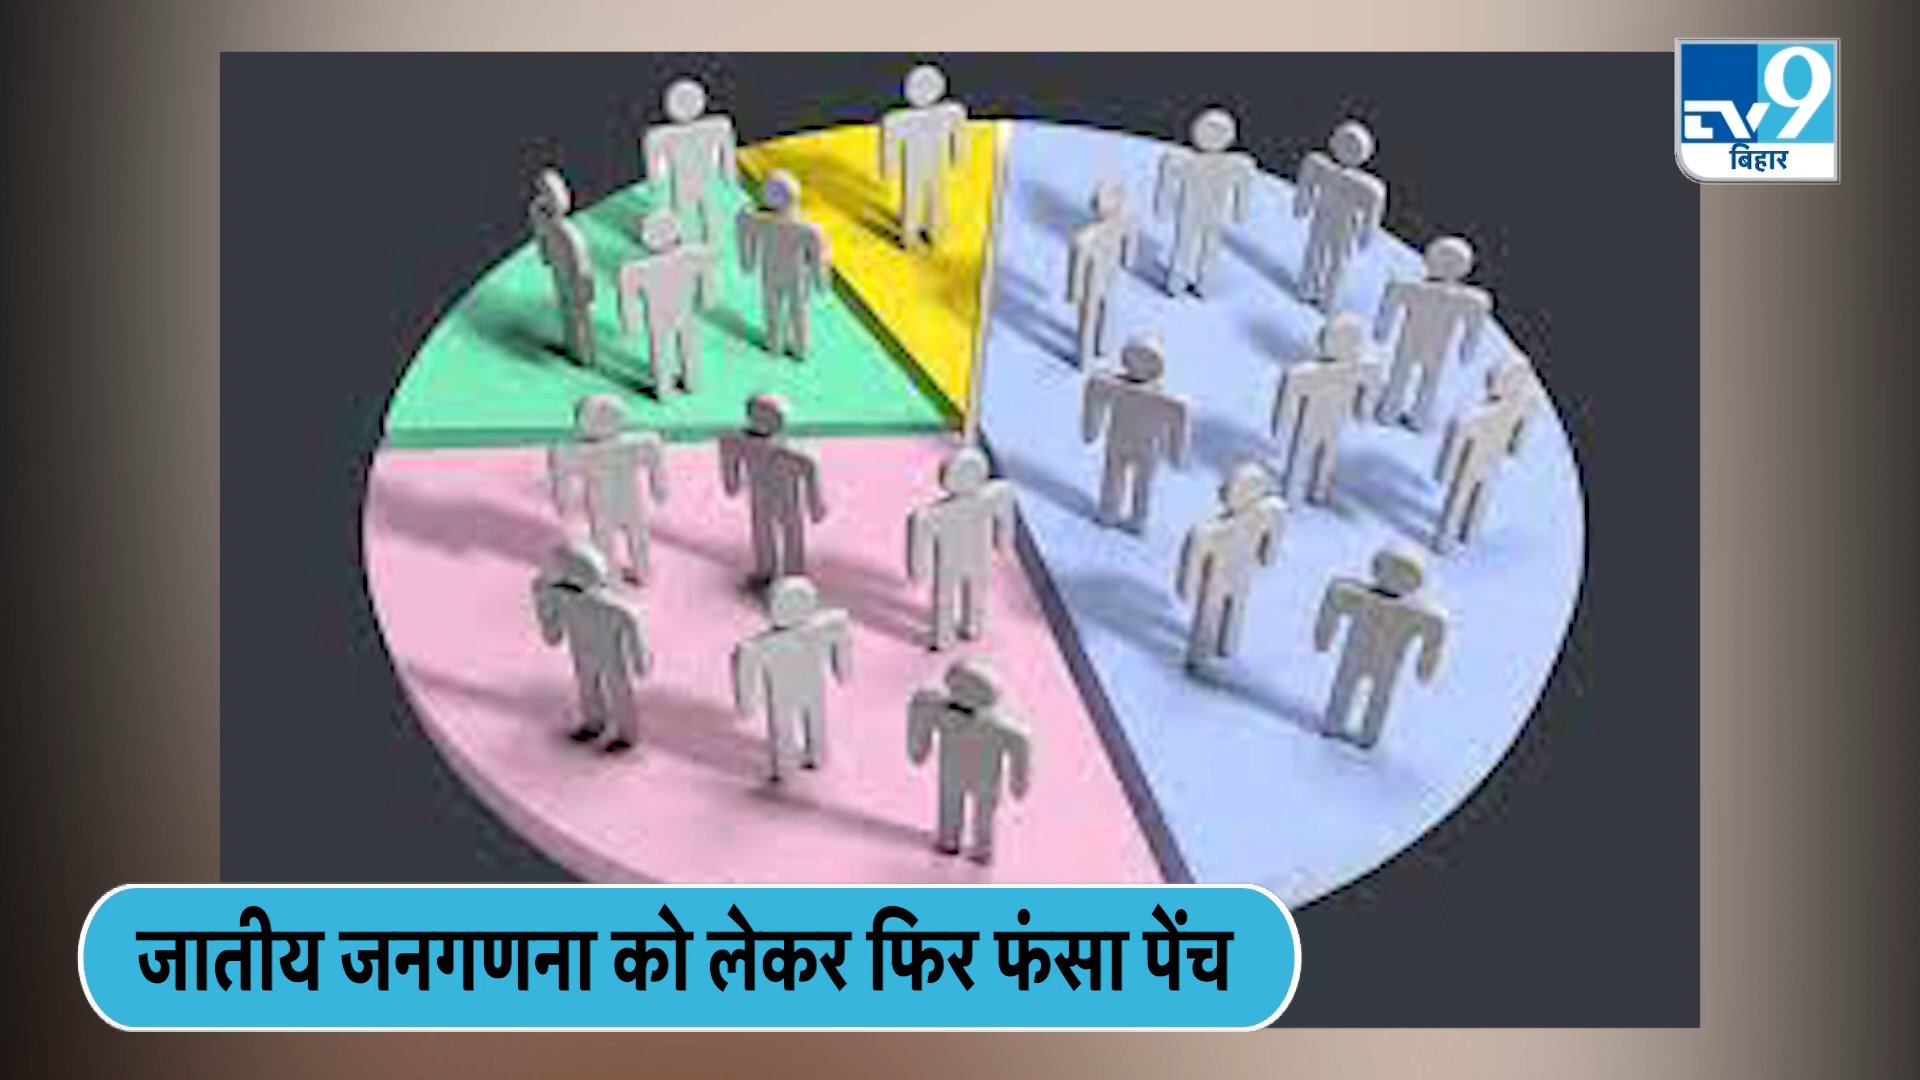 TV9
बिहार
जातीय जनगणना को लेकर फिर फंसा पेंच